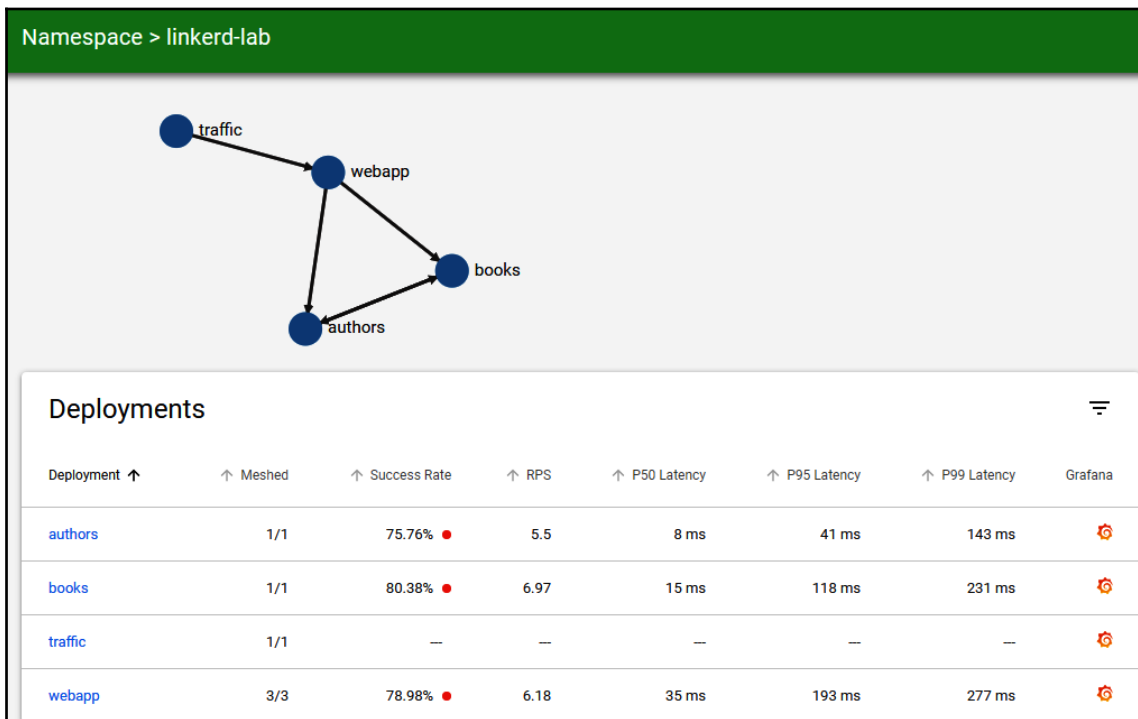 Namespace > linkerd-lab
traffic
webapp
books
authors
Deployments
Deployment ↑ ↑ Meshed ↑ Success Rate ↑ RPS ↑ P50 Latency ↑ P95 Latency ↑ P99 Latency Grafana
authors 1/1 75.76% 5.5 8 ms 41 ms 143 ms
books 1/1 80.38% 6.97 15 ms 118 ms 231 ms
traffic 1/1 --- --- --- --- ---
webapp 3/3 78.98% 6.18 35 ms 193 ms 277 ms